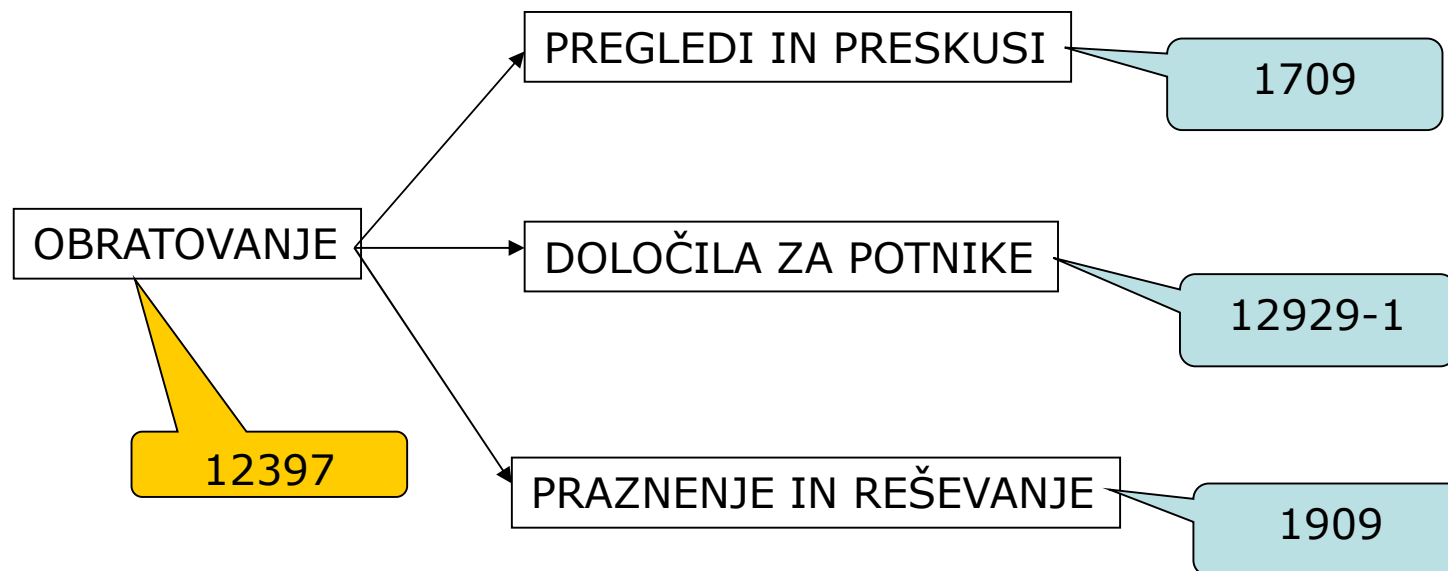 PREGLEDI IN PRESKUSI
1709
OBRATOVANJE
DOLOČILA ZA POTNIKE
12929-1
12397
PRAZNENJE IN REŠEVANJE
1909